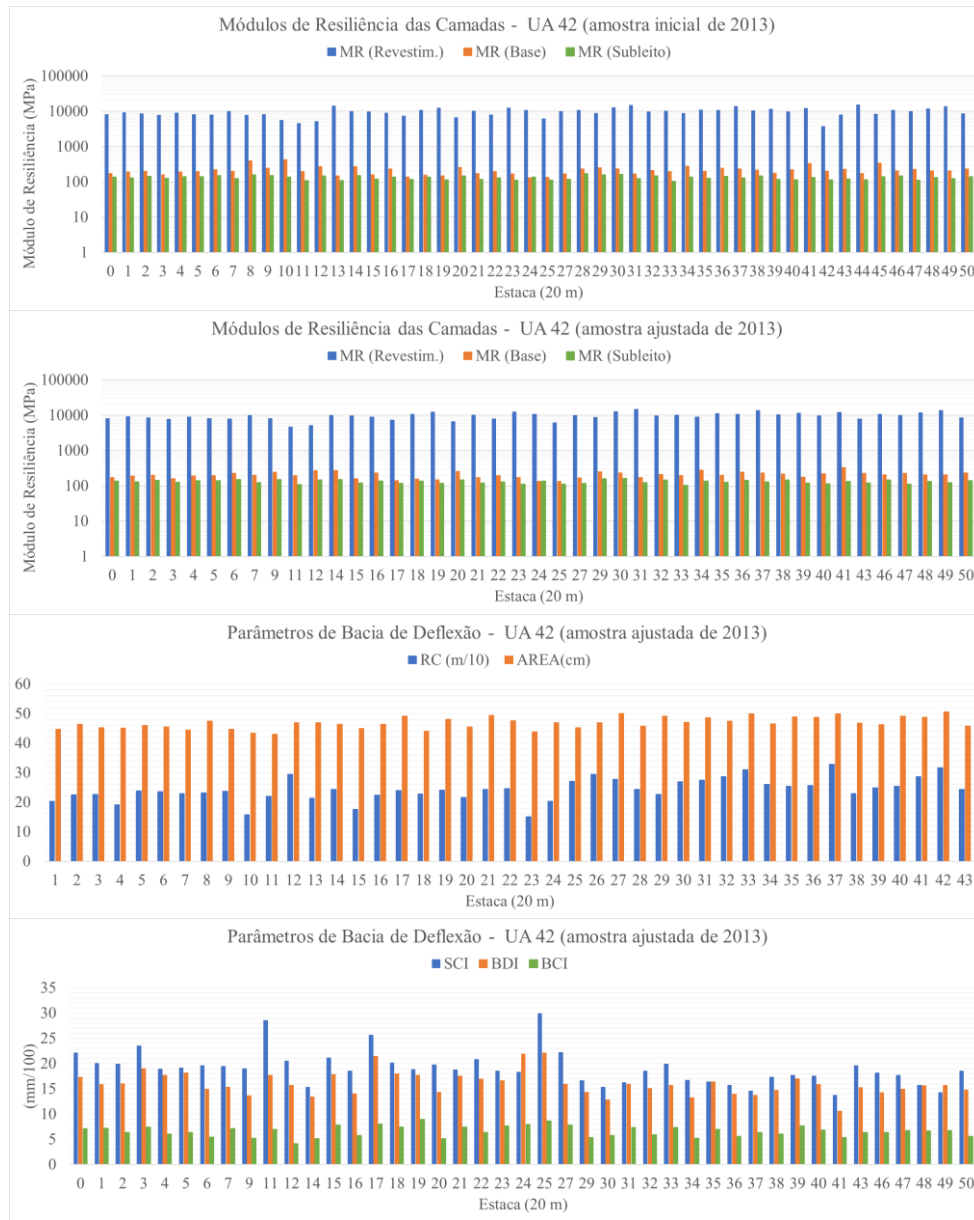 Módulos de Resiliência das Camadas - UA 42 (amostra inicial de 2013)
MR (Revestim.) MR (Base) MR (Subleito)
Módulo de Resiliência (MPa)
100000
10000
1000
100
10
1
0 1 2 3 4 5 6 7 8 9 10 11 12 13 14 15 16 17 18 19 20 21 22 23 24 25 27 28 29 30 31 32 33 34 35 36 37 38 39 40 41 42 43 44 45 46 47 48 49 50
Estaca (20 m)
Módulos de Resiliência das Camadas - UA 42 (amostra ajustada de 2013)
MR (Revestim.) MR (Base) MR (Subleito)
Módulo de Resiliência (MPa)
100000
10000
1000
100
10
1
0 1 2 3 4 5 6 7 9 11 12 14 15 16 17 18 19 20 21 22 23 24 25 27 29 30 31 32 33 34 35 36 37 38 39 40 41 43 46 47 48 49 50
Estaca (20 m)
Parâmetros de Bacia de Deflexão - UA 42 (amostra ajustada de 2013)
RC (m/10) AREA(cm)
60
50
40
30
20
10
0
1 2 3 4 5 6 7 8 9 10 11 12 13 14 15 16 17 18 19 20 21 22 23 24 25 26 27 28 29 30 31 32 33 34 35 36 37 38 39 40 41 42 43
Estaca (20 m)
Parâmetros de Bacia de Deflexão - UA 42 (amostra ajustada de 2013)
SCI BDI BCI
(mm/100)
35
30
25
20
15
10
5
0
0 1 2 3 4 5 6 7 9 11 12 14 15 16 17 18 19 20 21 22 23 24 25 27 29 30 31 32 33 34 35 36 37 38 39 40 41 43 46 47 48 49 50
Estaca (20 m)